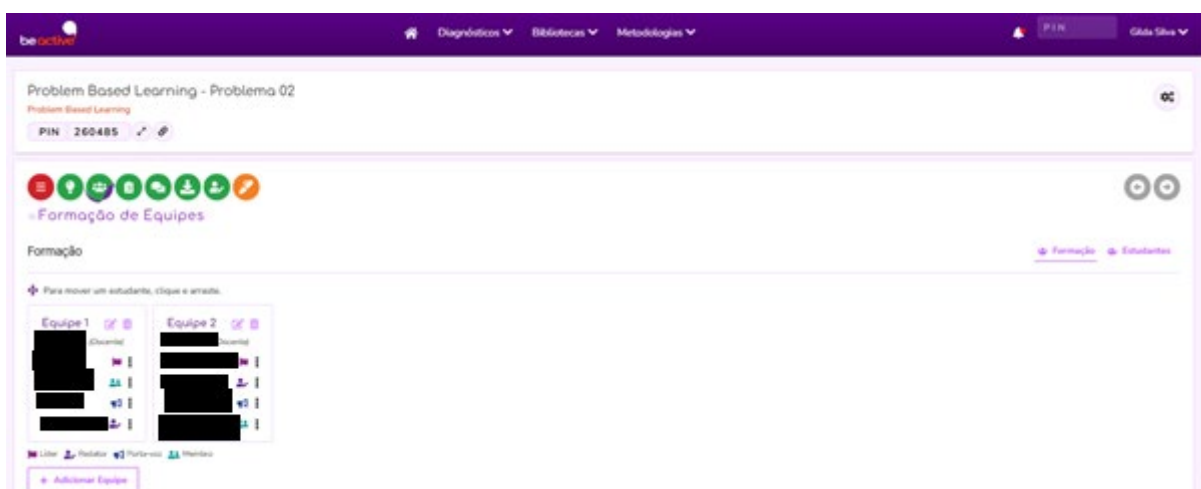 beactive
Diagnósticos Bibliotecas Metodologias PIN Gilda Silva
Problem Based Learning - Problema 02
Problem Based Learning
PIN 260485
Formação de Equipes
Formação
Formação Estudantes
Para mover um estudante, clique e arraste.
Equipe 1 Equipe 2
(Docente) Docente)
Líder Redator Porta-voz Membro
+ Adicionar Equipe